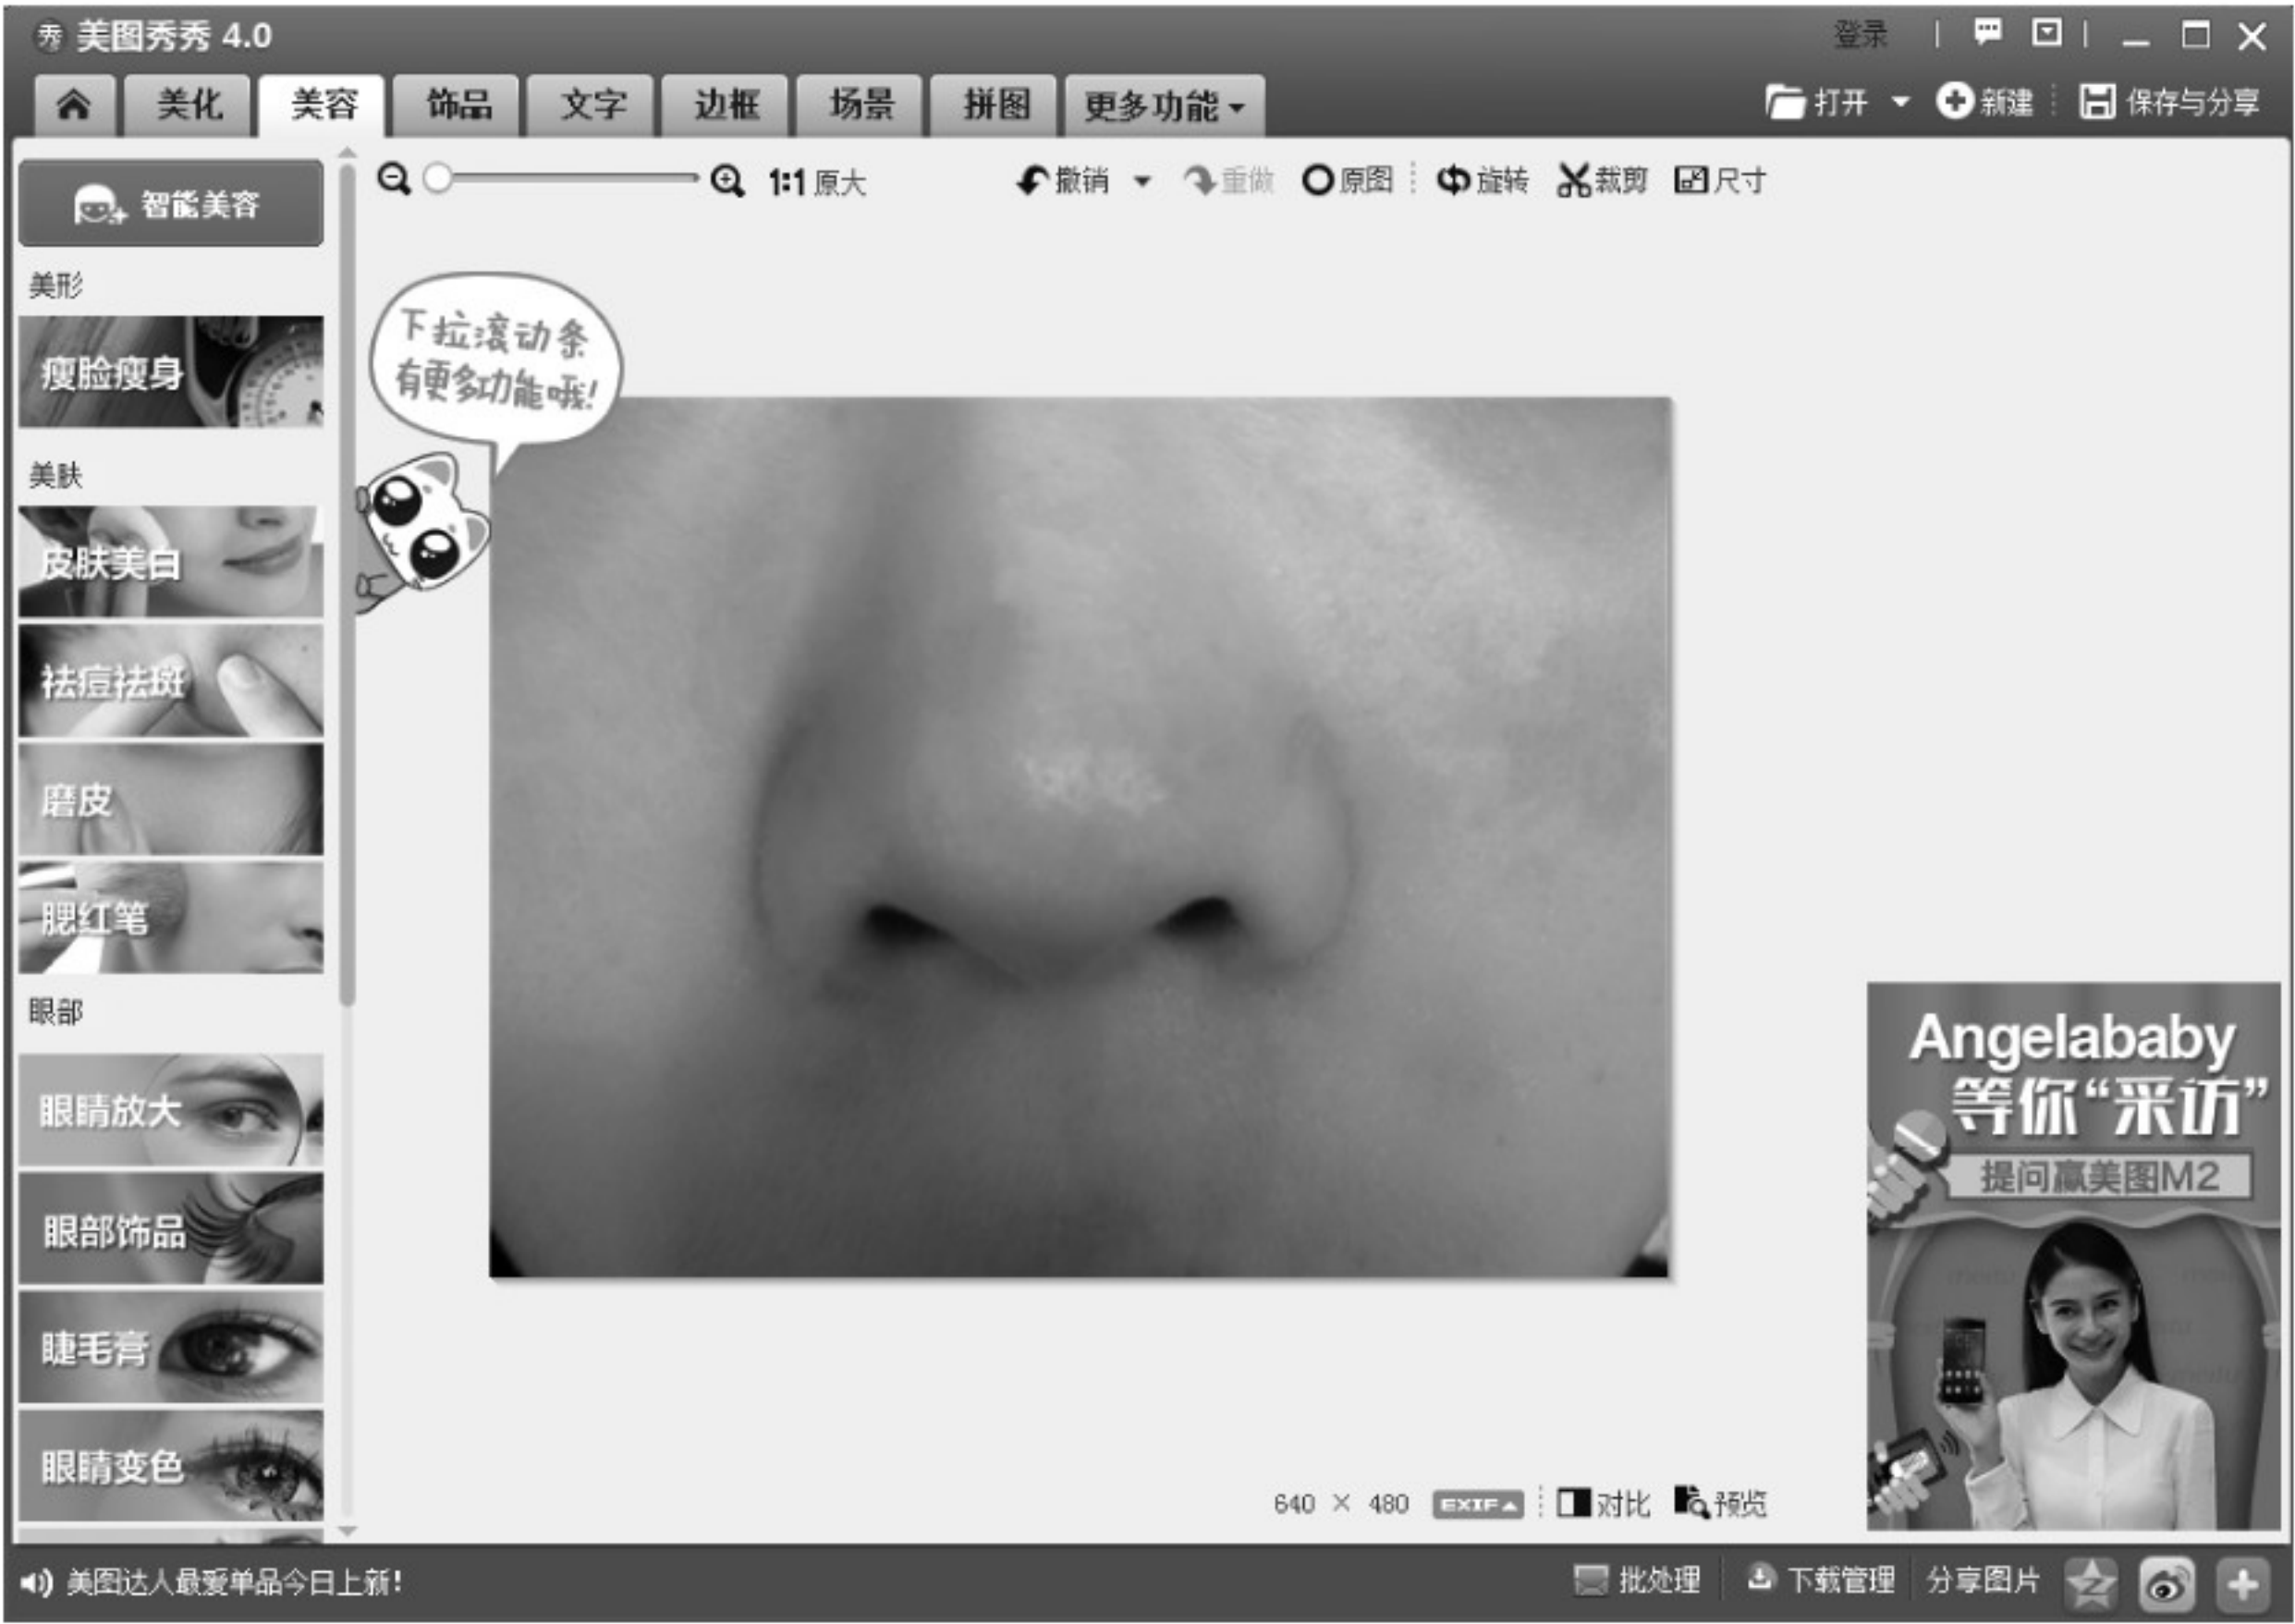 美图秀秀 4.0
登录
美化 美容 饰品 文字 边框 场景 拼图 更多功能
打开 新建 保存与分享
智能美容
1:1 原大 撤销 重做 原图 旋转 裁剪 尺寸
美形
瘦脸瘦身
下拉滚动条
有更多功能哦!
美肤
皮肤美白
祛痘祛斑
磨皮
腮红笔
眼部
眼睛放大
眼部饰品
睫毛膏
眼睛变色
Angelababy
等你“采访”
提问赢美图M2
640 × 480 EXIF 对比 预览
美图达人最爱单品今日上新!
批处理 下载管理 分享图片